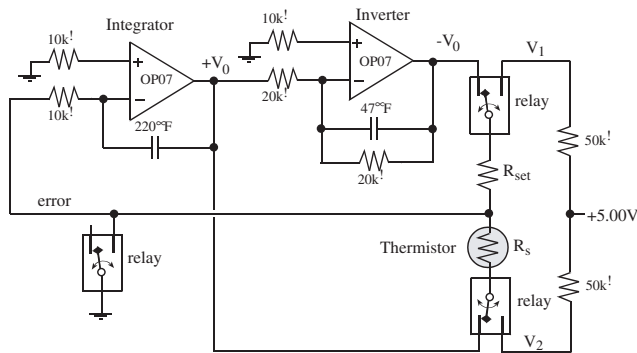 Integrator
Inverter
10k!
10k!
+V0
-V0
V1
OP07
OP07
10k!
20k!
220∞F
47∞F
20k!
relay
50k!
Rset
error
+5.00V
relay
Thermistor
Rs
50k!
relay
V2